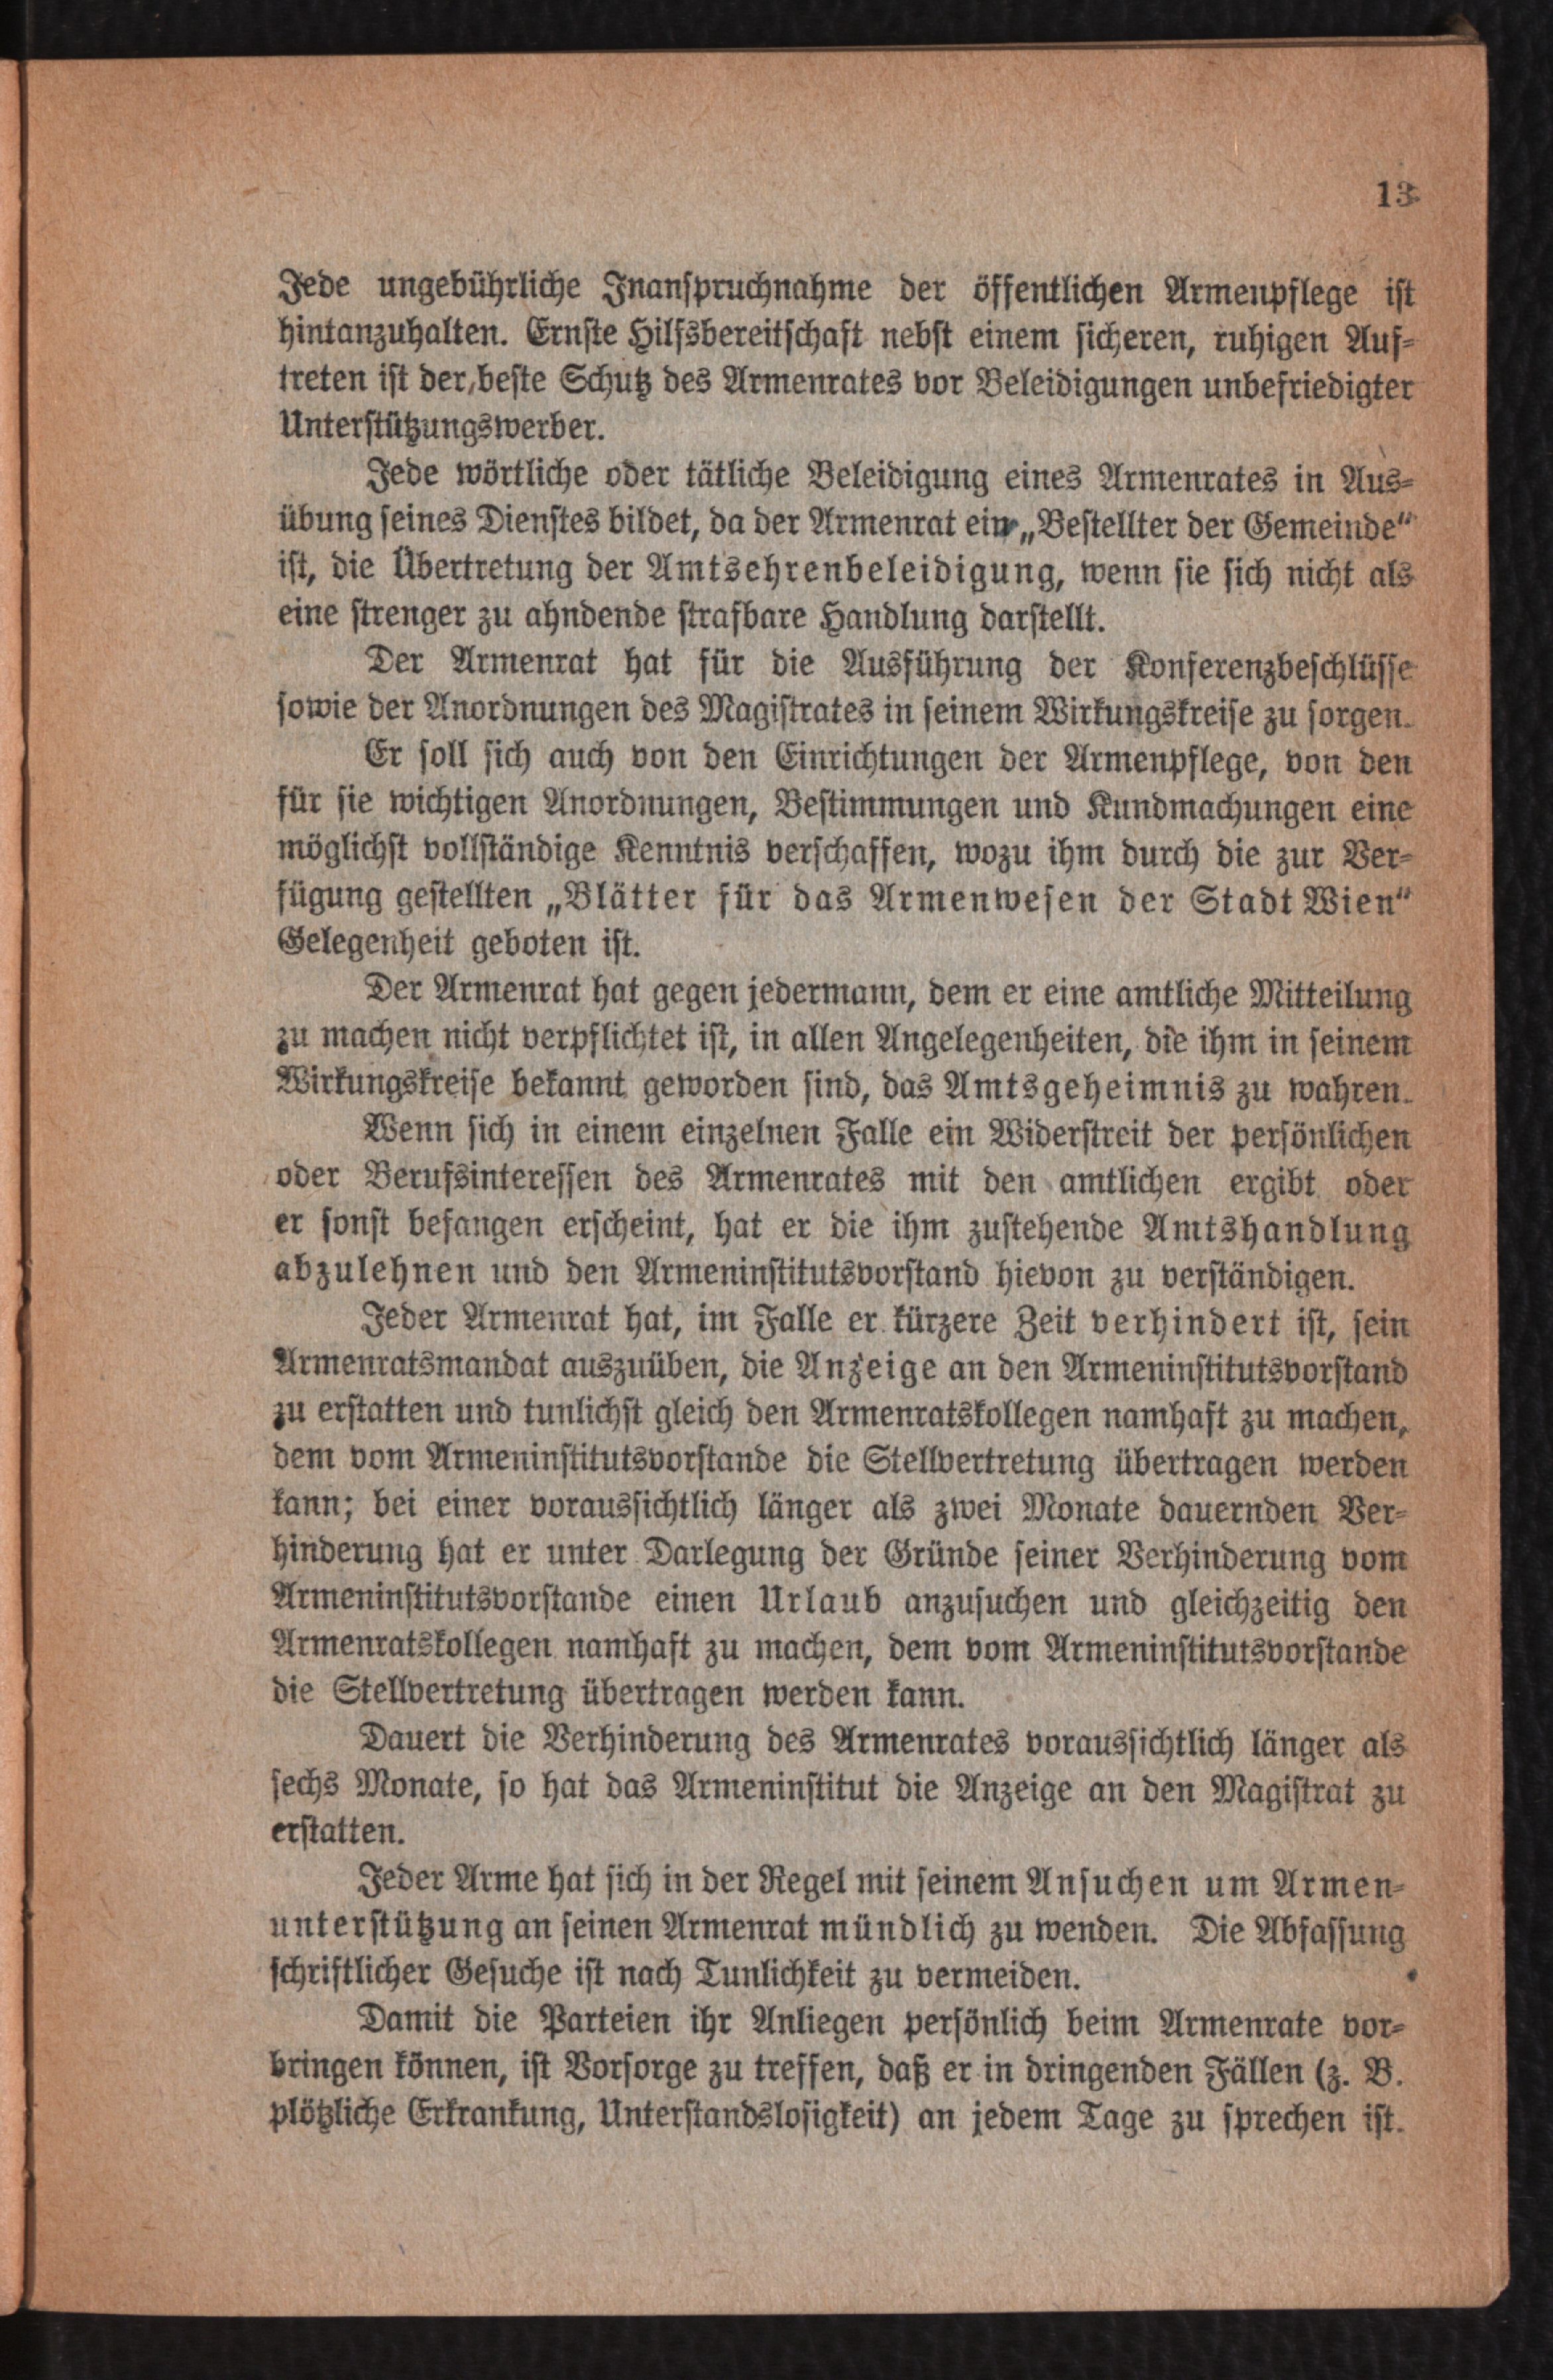 13
Jede ungebührliche Inanspruchnahme der öffentlichen Armenpflege ist
hintanzuhalten. Ernste Hilfsbereitschaft nebst einem sicheren, ruhigen Auf-
treten ist der beste Schutz des Armenrates vor Beleidigungen unbefriedigter
Unterstützungswerber.
Jede wörtliche oder tätliche Beleidigung eines Armenrates in Aus-
übung seines Dienstes bildet, da der Armenrat ein „Bestellter der Gemeinde“
ist, die Übertretung der Amtsehrenbeleidigung, wenn sie sich nicht als
eine strenger zu ahndende strafbare Handlung darstellt.
Der Armenrat hat für die Ausführung der Konferenzbeschlüsse
sowie der Anordnungen des Magistrates in seinem Wirkungskreise zu sorgen.
Er soll sich auch von den Einrichtungen der Armenpflege, von den
für sie wichtigen Anordnungen, Bestimmungen und Kundmachungen eine
möglichst vollständige Kenntnis verschaffen, wozu ihm durch die zur Ver-
fügung gestellten „Blätter für das Armenwesen der Stadt Wien“
Gelegenheit geboten ist.
Der Armenrat hat gegen jedermann, dem er eine amtliche Mitteilung
zu machen nicht verpflichtet ist, in allen Angelegenheiten, die ihm in seinem
Wirkungskreise bekannt geworden sind, das Amtsgeheimnis zu wahren.
Wenn sich in einem einzelnen Falle ein Widerstreit der persönlichen
oder Berufsinteressen des Armenrates mit den amtlichen ergibt oder
er sonst befangen erscheint, hat er die ihm zustehende Amtshandlung
abzulehnen und den Armeninstitutsvorstand hievon zu verständigen.
Jeder Armenrat hat, im Falle er kürzere Zeit verhindert ist, sein
Armenratsmandat auszuüben, die Anzeige an den Armeninstitutsvorstand
zu erstatten und tunlichst gleich den Armenratskollegen namhaft zu machen,
dem vom Armeninstitutsvorstande die Stellvertretung übertragen werden
kann; bei einer voraussichtlich länger als zwei Monate dauernden Ver-
hinderung hat er unter Darlegung der Gründe seiner Verhinderung vom
Armeninstitutsvorstande einen Urlaub anzusuchen und gleichzeitig den
Armenratskollegen namhaft zu machen, dem vom Armeninstitutsvorstande
die Stellvertretung übertragen werden kann.
Dauert die Verhinderung des Armenrates voraussichtlich länger als
sechs Monate, so hat das Armeninstitut die Anzeige an den Magistrat zu
erstatten.
Jeder Arme hat sich in der Regel mit seinem Ansuchen um Armen-
unterstützung an seinen Armenrat mündlich zu wenden. Die Abfassung
schriftlicher Gesuche ist nach Tunlichkeit zu vermeiden.
Damit die Parteien ihr Anliegen persönlich beim Armenrate vor-
bringen können, ist Vorsorge zu treffen, daß er in dringenden Fällen (z. B.
plötzliche Erkrankung, Unterstandslosigkeit) an jedem Tage zu sprechen ist.